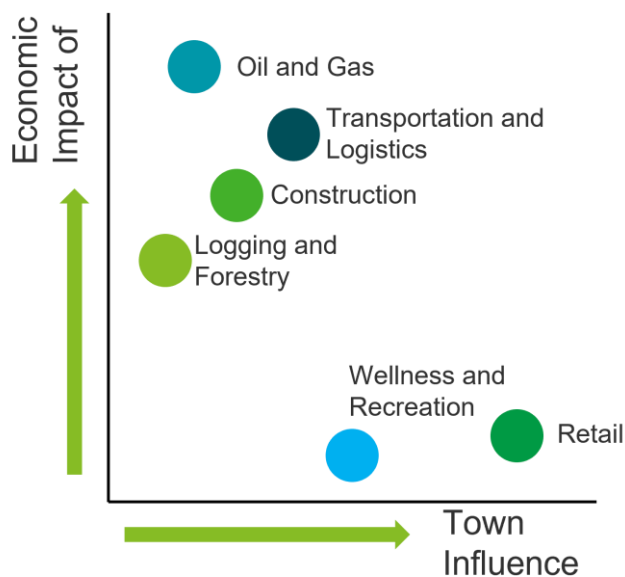 Economic
Impact of
Oil and Gas
Transportation and
Logistics
Construction
Logging and
Forestry
Wellness and
Recreation
Retail
Town
Influence